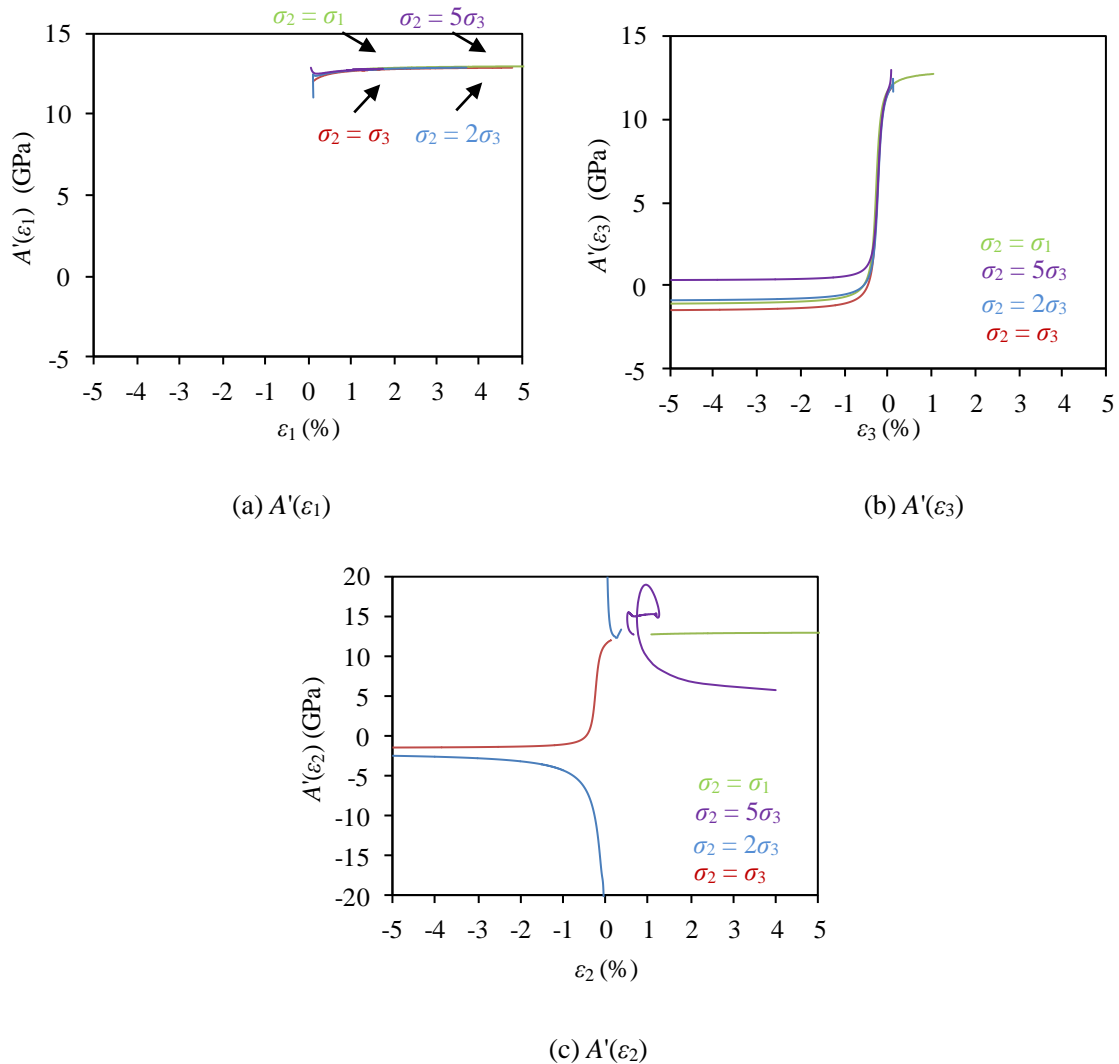 σ2 = σ1 σ2 = 5σ3
15
10
5
0
-5
A'(ε1) (GPa)
σ2 = σ3 σ2 = 2σ3
-5 -4 -3 -2 -1 0 1 2 3 4 5
ε1 (%)
(a) A'(ε1)
15
10
5
0
-5
A'(ε3) (GPa)
σ2 = σ1
σ2 = 5σ3
σ2 = 2σ3
σ2 = σ3
-5 -4 -3 -2 -1 0 1 2 3 4 5
ε3 (%)
(b) A'(ε3)
20
15
10
5
0
-5
-10
-15
-20
A'(ε2) (GPa)
σ2 = σ1
σ2 = 5σ3
σ2 = 2σ3
σ2 = σ3
-5 -4 -3 -2 -1 0 1 2 3 4 5
ε2 (%)
(c) A'(ε2)